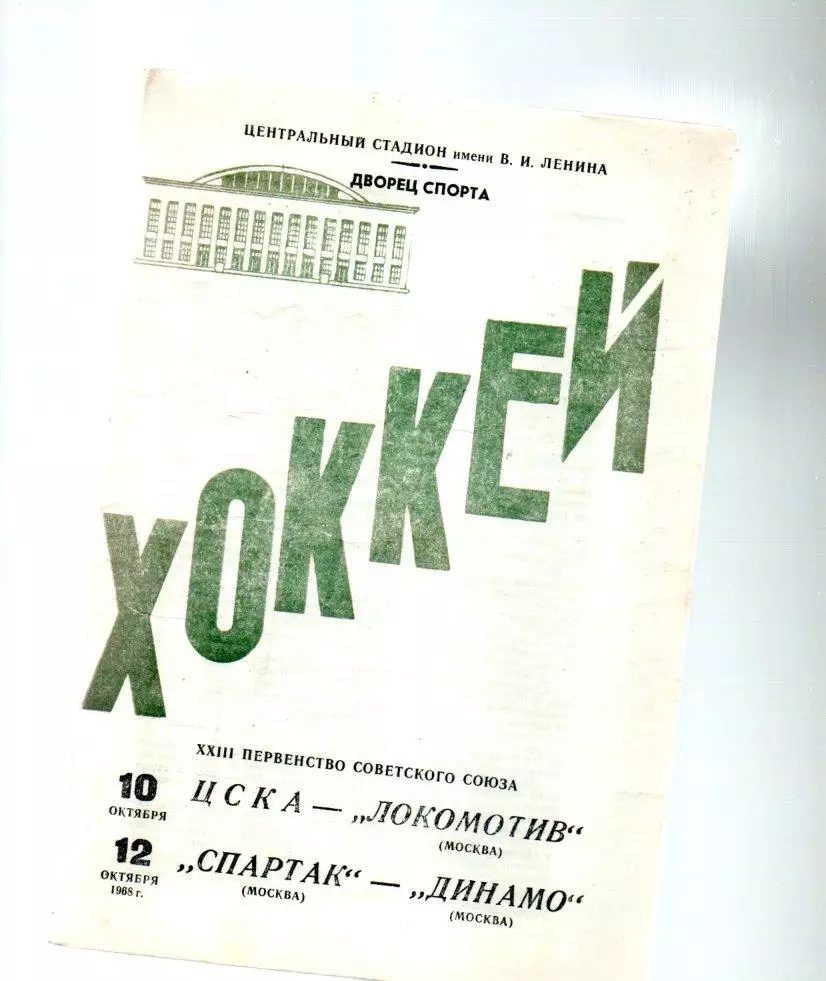 ЦЕНТРАЛЬНЫЙ СТАДИОН имени В. И. ЛЕНИНА
ДВОРЕЦ СПОРТА
ХОККЕЙ
XXIII ПЕРВЕНСТВО СОВЕТСКОГО СОЮЗА
10 ОКТЯБРЯ
ЦСКА — „ЛОКОМОТИВ“
(МОСКВА)
12 ОКТЯБРЯ 1968 г.
„СПАРТАК“ — „ДИНАМО“
(МОСКВА) (МОСКВА)